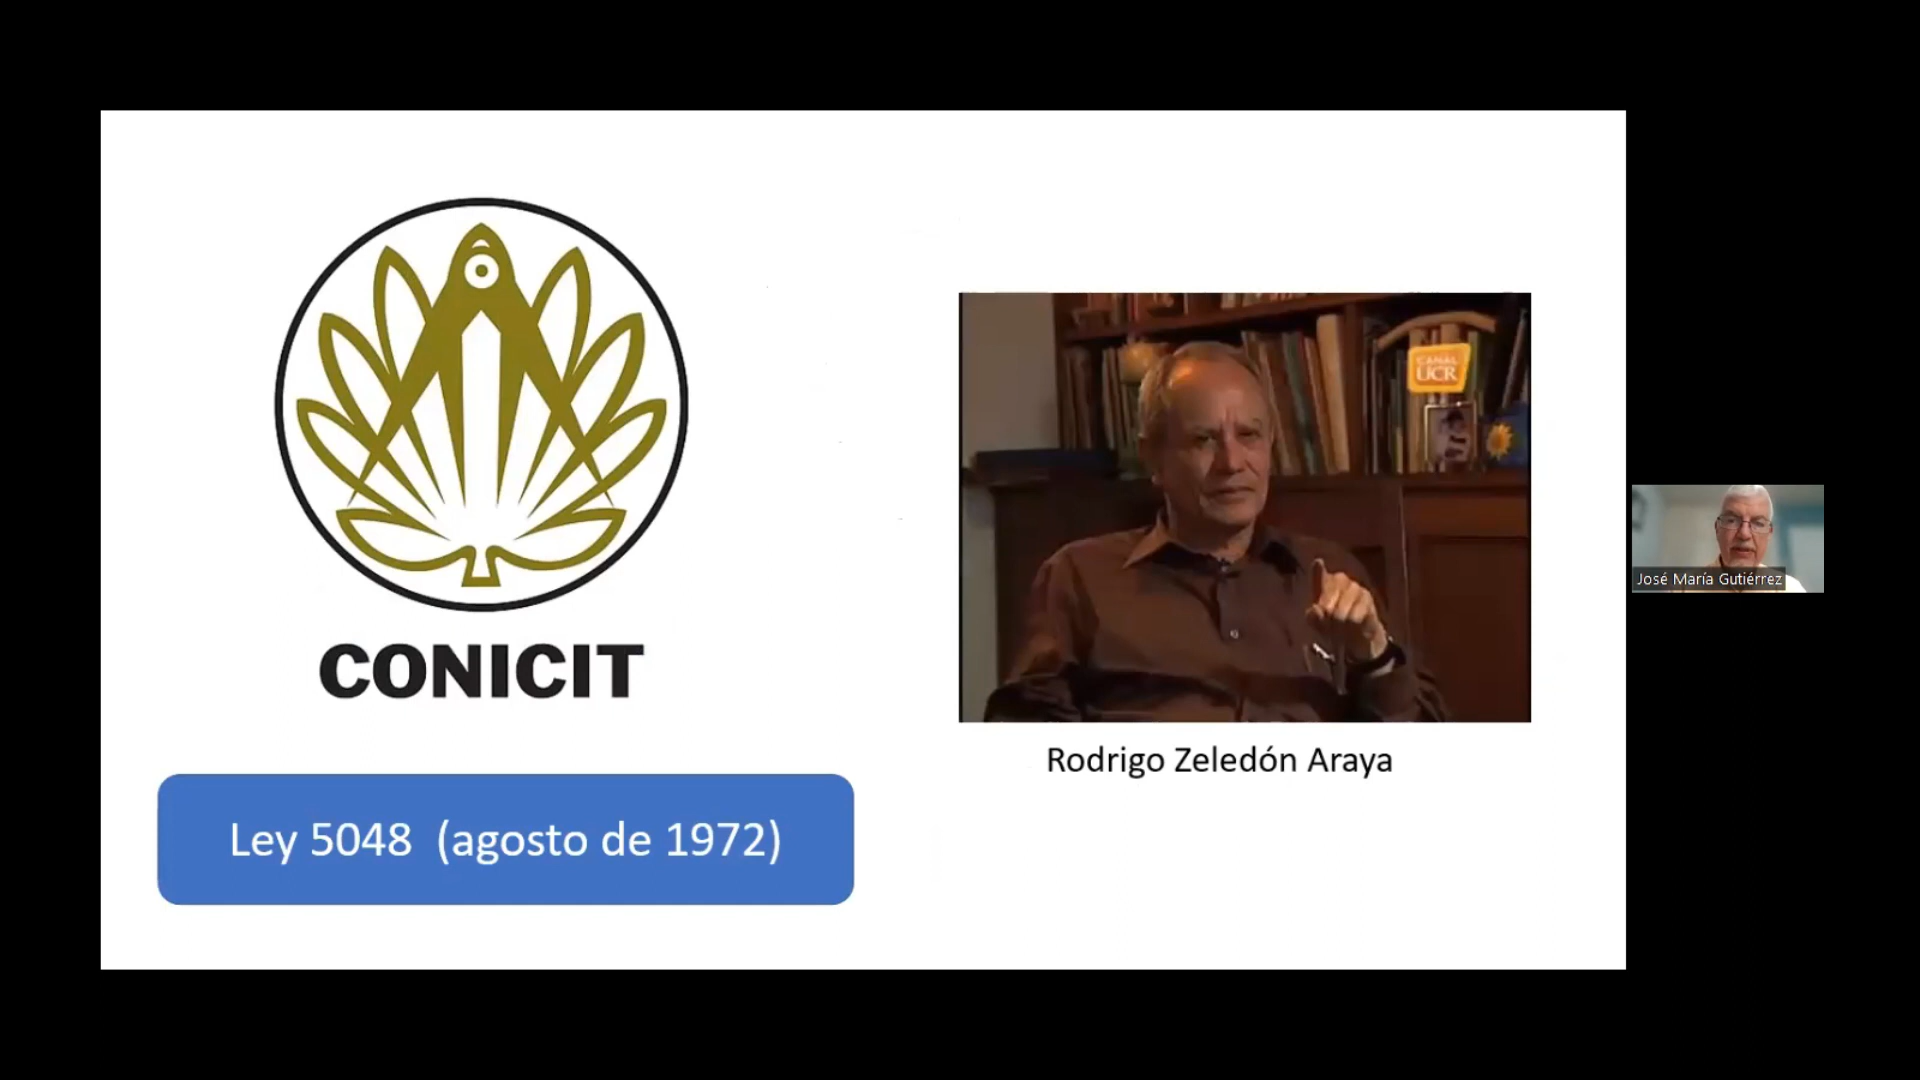 CONICIT
Ley 5048 (agosto de 1972)
CANAL
UCR
Rodrigo Zeledón Araya
José María Gutiérrez